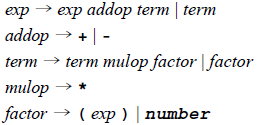 exp → exp addop term | term
addop → + | -
term → term mulop factor | factor
mulop → *
factor → ( exp ) | number